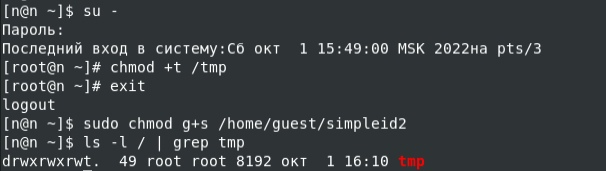 [n@n ~]$ su -
Пароль:
Последний вход в систему:Сб окт  1 15:49:00 MSK 2022на pts/3
[root@n ~]# chmod +t /tmp
[root@n ~]# exit
logout
[n@n ~]$ sudo chmod g+s /home/guest/simpleid2
[n@n ~]$ ls -l / | grep tmp
drwxrwxrwt.  49 root root 8192 окт  1 16:10 tmp